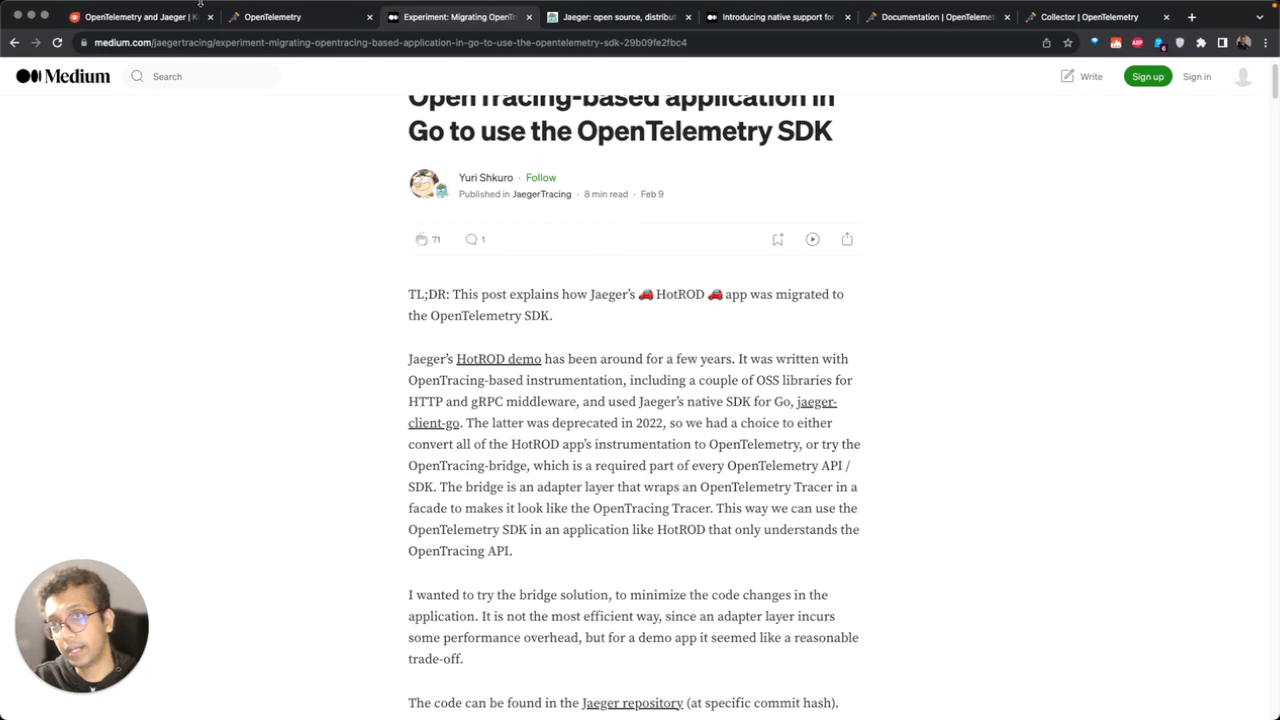 OpenTelemetry and Jaeger |
OpenTelemetry
Experiment: Migrating OpenTr
Jaeger: open source, distribut
Introducing native support for
Documentation | OpenTelemet
Collector | OpenTelemetry
medium.com/jaegertracing/experiment-migrating-opentracing-based-application-in-go-to-use-the-opentelemetry-sdk-29b09fe2fbc4
Medium
Search
Write
Sign up
Sign in
OpenTracing-based application in
Go to use the OpenTelemetry SDK
Yuri Shkuro · Follow
Published in JaegerTracing · 8 min read · Feb 9
71
1
TL;DR: This post explains how Jaeger’s 🚗 HotROD 🚗 app was migrated to
the OpenTelemetry SDK.
Jaeger’s HotROD demo has been around for a few years. It was written with
OpenTracing-based instrumentation, including a couple of OSS libraries for
HTTP and gRPC middleware, and used Jaeger’s native SDK for Go, jaeger-
client-go. The latter was deprecated in 2022, so we had a choice to either
convert all of the HotROD app’s instrumentation to OpenTelemetry, or try the
OpenTracing-bridge, which is a required part of every OpenTelemetry API /
SDK. The bridge is an adapter layer that wraps an OpenTelemetry Tracer in a
facade to makes it look like the OpenTracing Tracer. This way we can use the
OpenTelemetry SDK in an application like HotROD that only understands the
OpenTracing API.
I wanted to try the bridge solution, to minimize the code changes in the
application. It is not the most efficient way, since an adapter layer incurs
some performance overhead, but for a demo app it seemed like a reasonable
trade-off.
The code can be found in the Jaeger repository (at specific commit hash).